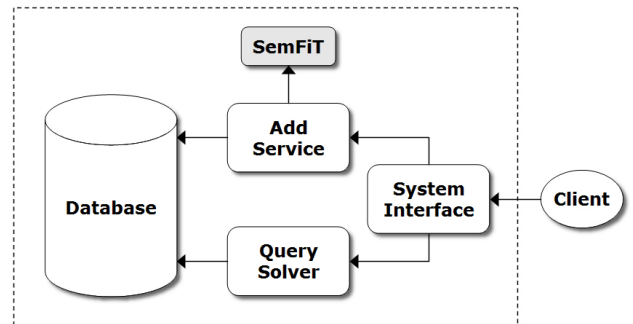 SemFiT
Add
Service
Database
System
Interface
Client
Query
Solver